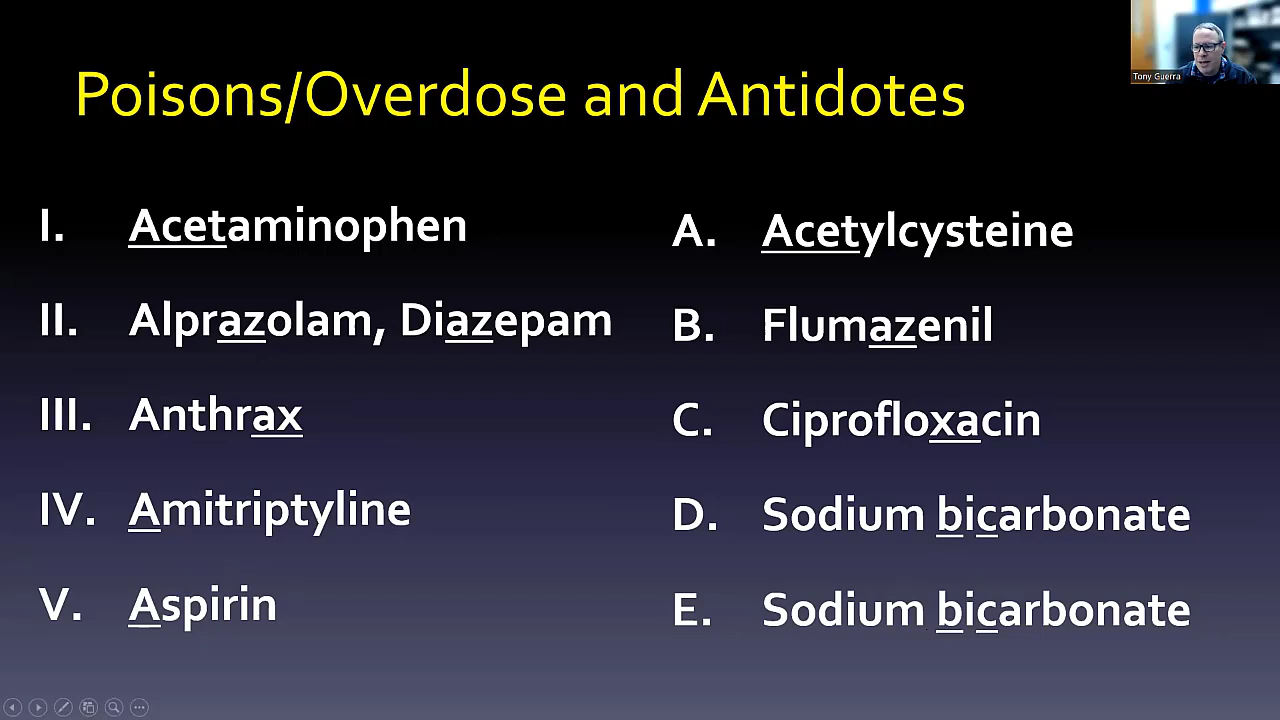 Tony Guerra
Poisons/Overdose and Antidotes
I. Acetaminophen
A. Acetylcysteine
II. Alprazolam, Diazepam
B. Flumazenil
III. Anthrax
C. Ciprofloxacin
IV. Amitriptyline
D. Sodium bicarbonate
V. Aspirin
E. Sodium bicarbonate